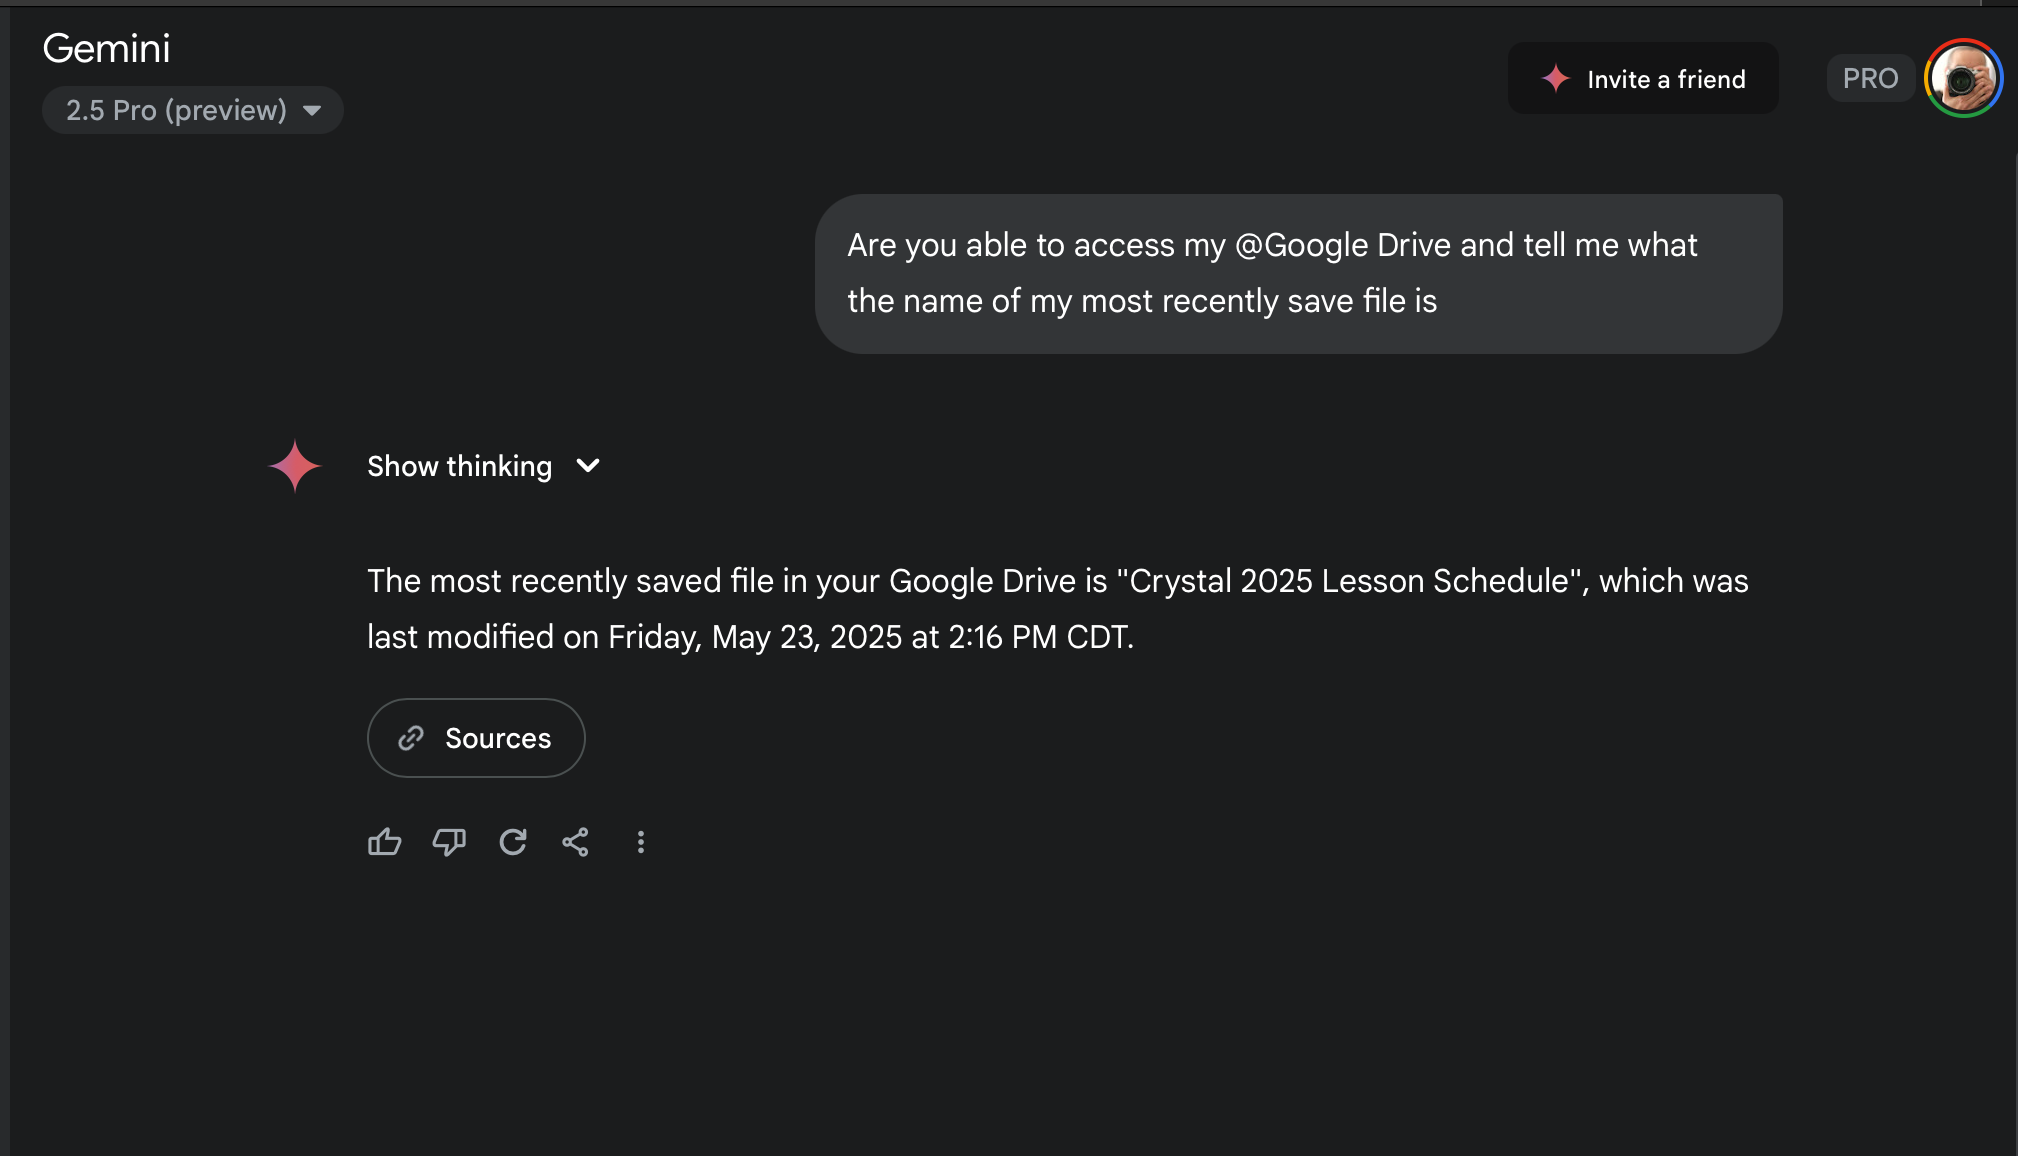 Gemini
2.5 Pro (preview)
Invite a friend
PRO
Are you able to access my @Google Drive and tell me what
the name of my most recently save file is
Show thinking
The most recently saved file in your Google Drive is "Crystal 2025 Lesson Schedule", which was
last modified on Friday, May 23, 2025 at 2:16 PM CDT.
Sources